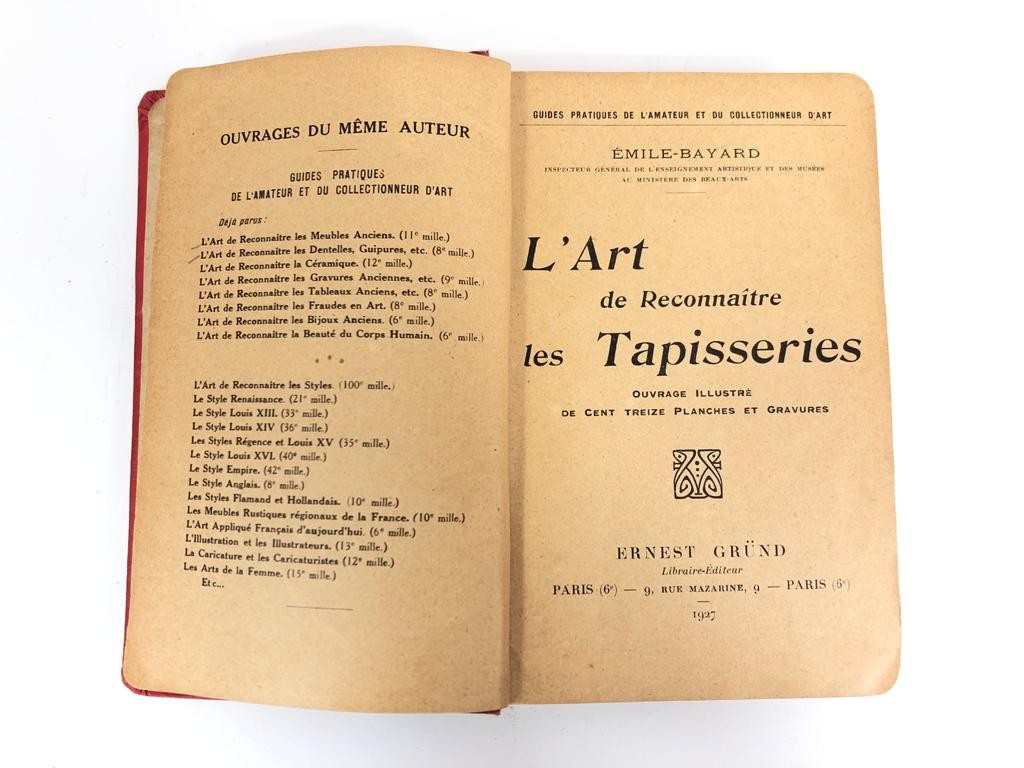 OUVRAGES DU MÊME AUTEUR
GUIDES PRATIQUES
DE L'AMATEUR ET DU COLLECTIONNEUR D'ART
Déjà parus :
L'Art de Reconnaître les Meubles Anciens. (11e mille.)
L'Art de Reconnaître les Dentelles, Guipures, etc. (8e mille.)
L'Art de Reconnaître la Céramique. (12e mille.)
L'Art de Reconnaître les Gravures Anciennes, etc. (9e mille.)
L'Art de Reconnaître les Tableaux Anciens, etc. (8e mille.)
L'Art de Reconnaître les Fraudes en Art. (8e mille.)
L'Art de Reconnaître les Bijoux Anciens. (6e mille.)
L'Art de Reconnaître la Beauté du Corps Humain. (6e mille.)
* * *
L'Art de Reconnaître les Styles. (100e mille.)
Le Style Renaissance. (21e mille.)
Le Style Louis XIII. (33e mille.)
Le Style Louis XIV (36e mille.)
Les Styles Régence et Louis XV (35e mille.)
Le Style Louis XVI. (40e mille.)
Le Style Empire. (42e mille.)
Le Style Anglais. (8e mille.)
Les Styles Flamand et Hollandais. (10e mille.)
Les Meubles Rustiques régionaux de la France. (10e mille.)
L'Art Appliqué Français d'aujourd'hui. (6e mille.)
L'Illustration et les Illustrateurs. (13e mille.)
La Caricature et les Caricaturistes (12e mille.)
Les Arts de la Femme. (15e mille.)
Etc...
GUIDES PRATIQUES DE L'AMATEUR ET DU COLLECTIONNEUR D'ART
ÉMILE-BAYARD
INSPECTEUR GÉNÉRAL DE L'ENSEIGNEMENT ARTISTIQUE ET DES MUSÉES
AU MINISTÈRE DES BEAUX-ARTS
L'Art
de Reconnaître
les Tapisseries
OUVRAGE ILLUSTRÉ
DE CENT TREIZE PLANCHES ET GRAVURES
ERNEST GRÜND
Libraire-Éditeur
PARIS (6e) — 9, RUE MAZARINE, 9 — PARIS (6e)
1927